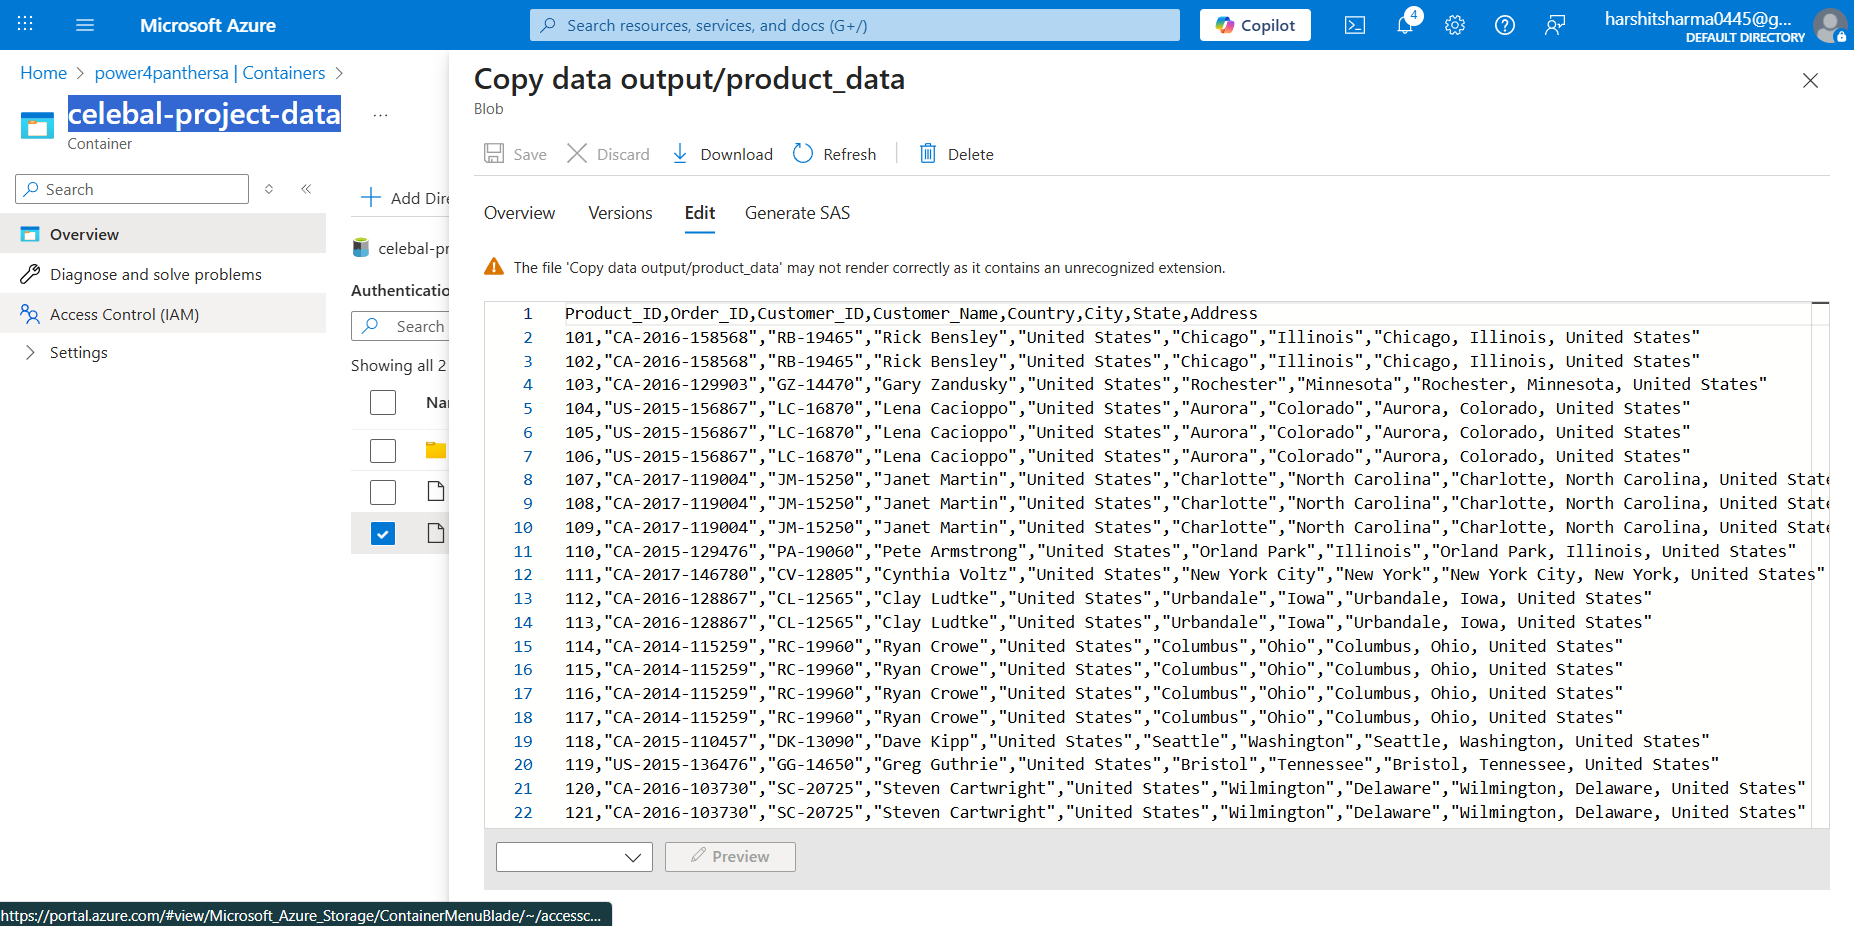 Microsoft Azure
Search resources, services, and docs (G+/)
Copilot
4
harshitsharma0445@g...
DEFAULT DIRECTORY
Home > power4panthersa | Containers >
celebal-project-data
...
Container
Search
Overview
Diagnose and solve problems
Access Control (IAM)
Settings
Add Dire
celebal-pr
Authenticatio
Search
Showing all 2
Na
Copy data output/product_data
Blob
Save
Discard
Download
Refresh
Delete
Overview
Versions
Edit
Generate SAS
The file 'Copy data output/product_data' may not render correctly as it contains an unrecognized extension.
1 Product_ID,Order_ID,Customer_ID,Customer_Name,Country,City,State,Address
2 101,"CA-2016-158568","RB-19465","Rick Bensley","United States","Chicago","Illinois","Chicago, Illinois, United States"
3 102,"CA-2016-158568","RB-19465","Rick Bensley","United States","Chicago","Illinois","Chicago, Illinois, United States"
4 103,"CA-2016-129903","GZ-14470","Gary Zandusky","United States","Rochester","Minnesota","Rochester, Minnesota, United States"
5 104,"US-2015-156867","LC-16870","Lena Cacioppo","United States","Aurora","Colorado","Aurora, Colorado, United States"
6 105,"US-2015-156867","LC-16870","Lena Cacioppo","United States","Aurora","Colorado","Aurora, Colorado, United States"
7 106,"US-2015-156867","LC-16870","Lena Cacioppo","United States","Aurora","Colorado","Aurora, Colorado, United States"
8 107,"CA-2017-119004","JM-15250","Janet Martin","United States","Charlotte","North Carolina","Charlotte, North Carolina, United State
9 108,"CA-2017-119004","JM-15250","Janet Martin","United States","Charlotte","North Carolina","Charlotte, North Carolina, United State
10 109,"CA-2017-119004","JM-15250","Janet Martin","United States","Charlotte","North Carolina","Charlotte, North Carolina, United State
11 110,"CA-2015-129476","PA-19060","Pete Armstrong","United States","Orland Park","Illinois","Orland Park, Illinois, United States"
12 111,"CA-2017-146780","CV-12805","Cynthia Voltz","United States","New York City","New York","New York City, New York, United States"
13 112,"CA-2016-128867","CL-12565","Clay Ludtke","United States","Urbandale","Iowa","Urbandale, Iowa, United States"
14 113,"CA-2016-128867","CL-12565","Clay Ludtke","United States","Urbandale","Iowa","Urbandale, Iowa, United States"
15 114,"CA-2014-115259","RC-19960","Ryan Crowe","United States","Columbus","Ohio","Columbus, Ohio, United States"
16 115,"CA-2014-115259","RC-19960","Ryan Crowe","United States","Columbus","Ohio","Columbus, Ohio, United States"
17 116,"CA-2014-115259","RC-19960","Ryan Crowe","United States","Columbus","Ohio","Columbus, Ohio, United States"
18 117,"CA-2014-115259","RC-19960","Ryan Crowe","United States","Columbus","Ohio","Columbus, Ohio, United States"
19 118,"CA-2015-110457","DK-13090","Dave Kipp","United States","Seattle","Washington","Seattle, Washington, United States"
20 119,"US-2015-136476","GG-14650","Greg Guthrie","United States","Bristol","Tennessee","Bristol, Tennessee, United States"
21 120,"CA-2016-103730","SC-20725","Steven Cartwright","United States","Wilmington","Delaware","Wilmington, Delaware, United States"
22 121,"CA-2016-103730","SC-20725","Steven Cartwright","United States","Wilmington","Delaware","Wilmington, Delaware, United States"
Preview
https://portal.azure.com/#view/Microsoft_Azure_Storage/ContainerMenuBlade/~/accessc...